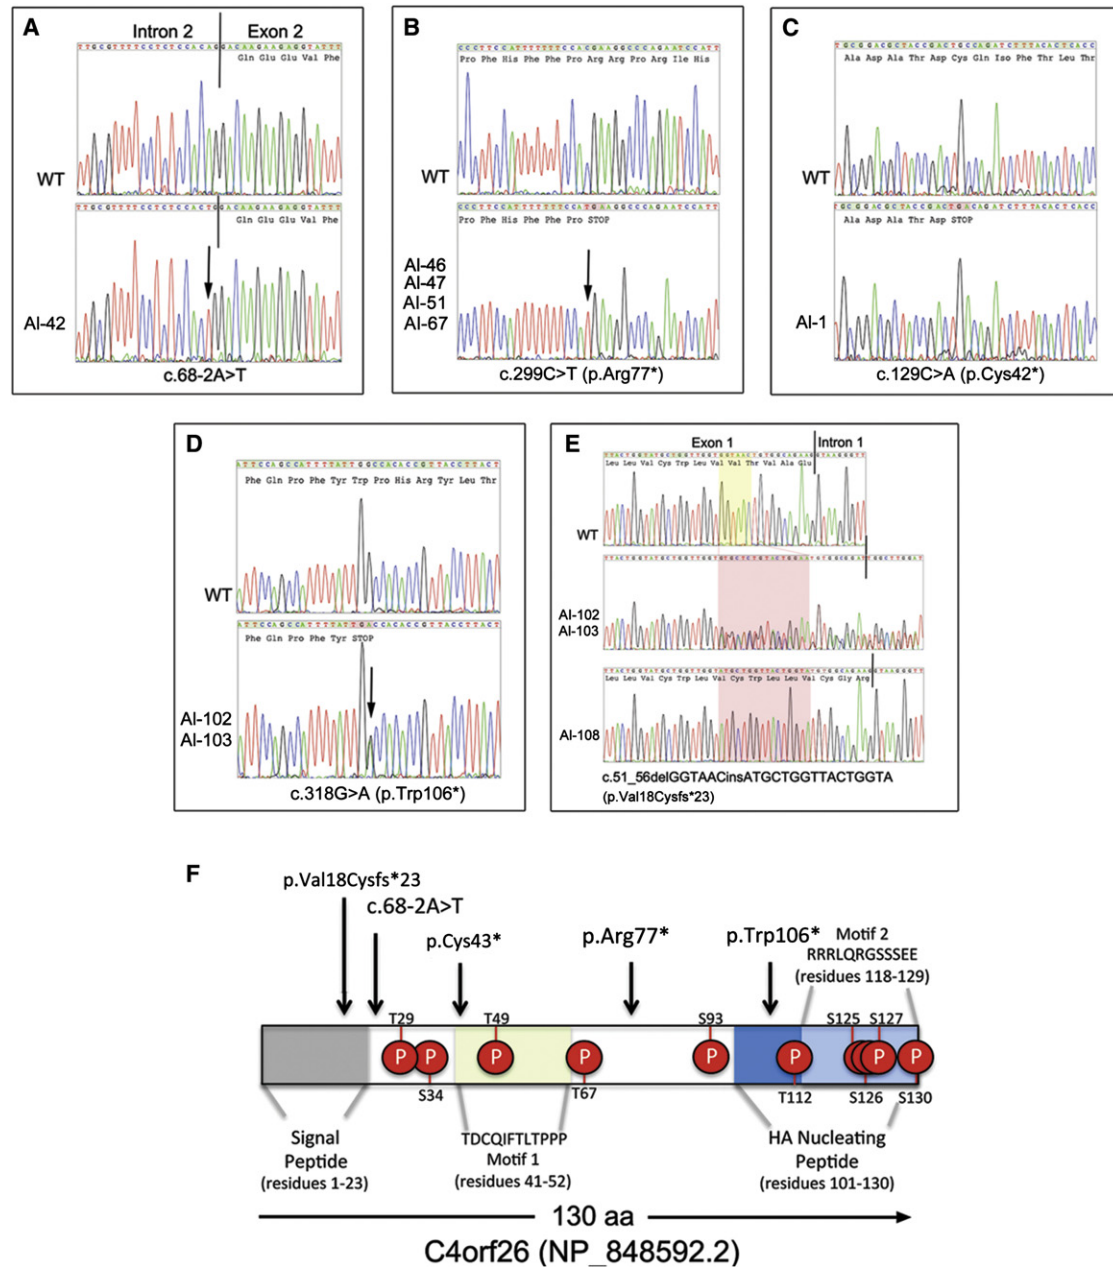 A
Intron 2
Exon 2
TTGCGTTTTCCTCTCCACAGGACAAGAAGAGGTATTT
Gln Glu Glu Val Phe
WT
TTGCGTTTTCCTCTCCACTGGACAAGAAGAGGTATTT
Gln Glu Glu Val Phe
AI-42
c.68-2A>T
B
CCCTTCCATTTTTTTCCACGAAGGCCCAGAATCCATT
Pro Phe His Phe Phe Pro Arg Arg Pro Arg Ile His
WT
CCCTTCCATTTTTTTCCATGAAGGCCCAGAATCCATT
Pro Phe His Phe Phe Pro STOP
AI-46
AI-47
AI-51
AI-67
c.299C>T (p.Arg77*)
C
TGCGGACGCTACCGACTGCCAGATCTTTACACTCACC
Ala Asp Ala Thr Asp Cys Gln Iso Phe Thr Leu Thr
WT
TGCGGACGCTACCGACTGACAGATCTTTACACTCACC
Ala Asp Ala Thr Asp STOP
AI-1
c.129C>A (p.Cys42*)
D
ATTCCAGCCATTTTATTGGCCACACCGTTACCTTACT
Phe Gln Pro Phe Tyr Trp Pro His Arg Tyr Leu Thr
WT
ATTCCAGCCATTTTATTGACCACACCGTTACCTTACT
Phe Gln Pro Phe Tyr STOP
AI-102
AI-103
c.318G>A (p.Trp106*)
E
Exon 1
Intron 1
TTACTGGTATGCTGGTTGGTGGTAACTGTGGCAGAAGGTAAGGGTT
Leu Leu Val Cys Trp Leu Val Val Thr Val Ala Glu
WT
AI-102
AI-103
Leu Leu Val Cys Trp Leu Val Cys Trp Leu Leu Val Cys Gly Arg
AI-108
c.51_56delGGTAACinsATGCTGGTTACTGGTA
(p.Val18Cysfs*23)
F
p.Val18Cysfs*23
c.68-2A>T
p.Cys43*
p.Arg77*
p.Trp106*
Motif 2
RRRLQRGSSSEE
(residues 118-129)
T29
T49
S93
S125
S127
P
P
P
P
P
P
P
P
S34
T67
T112
S126
S130
Signal
Peptide
(residues 1-23)
TDCQIFTLTPPP
Motif 1
(residues 41-52)
HA Nucleating
Peptide
(residues 101-130)
130 aa
C4orf26 (NP_848592.2)